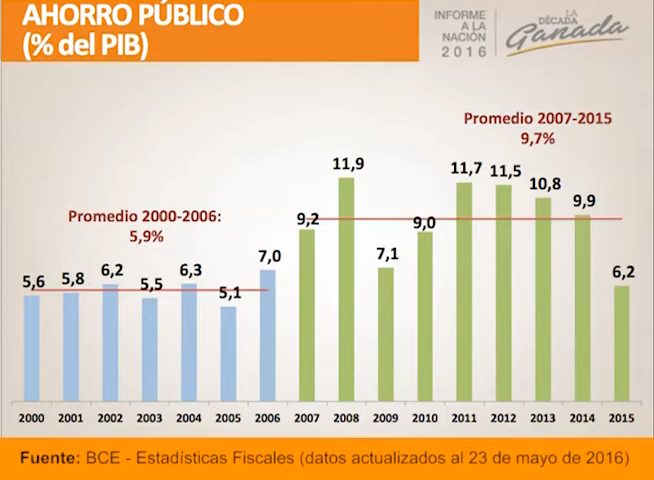 AHORRO PÚBLICO
(% del PIB)
INFORME
A LA
NACIÓN
2016
LA
DÉCADA
Ganada
Promedio 2007-2015
9,7%
Promedio 2000-2006:
5,9%
5,6 5,8 6,2 5,5 6,3 5,1 7,0 9,2 11,9 7,1 9,0 11,7 11,5 10,8 9,9 6,2
2000 2001 2002 2003 2004 2005 2006 2007 2008 2009 2010 2011 2012 2013 2014 2015
Fuente: BCE - Estadísticas Fiscales (datos actualizados al 23 de mayo de 2016)